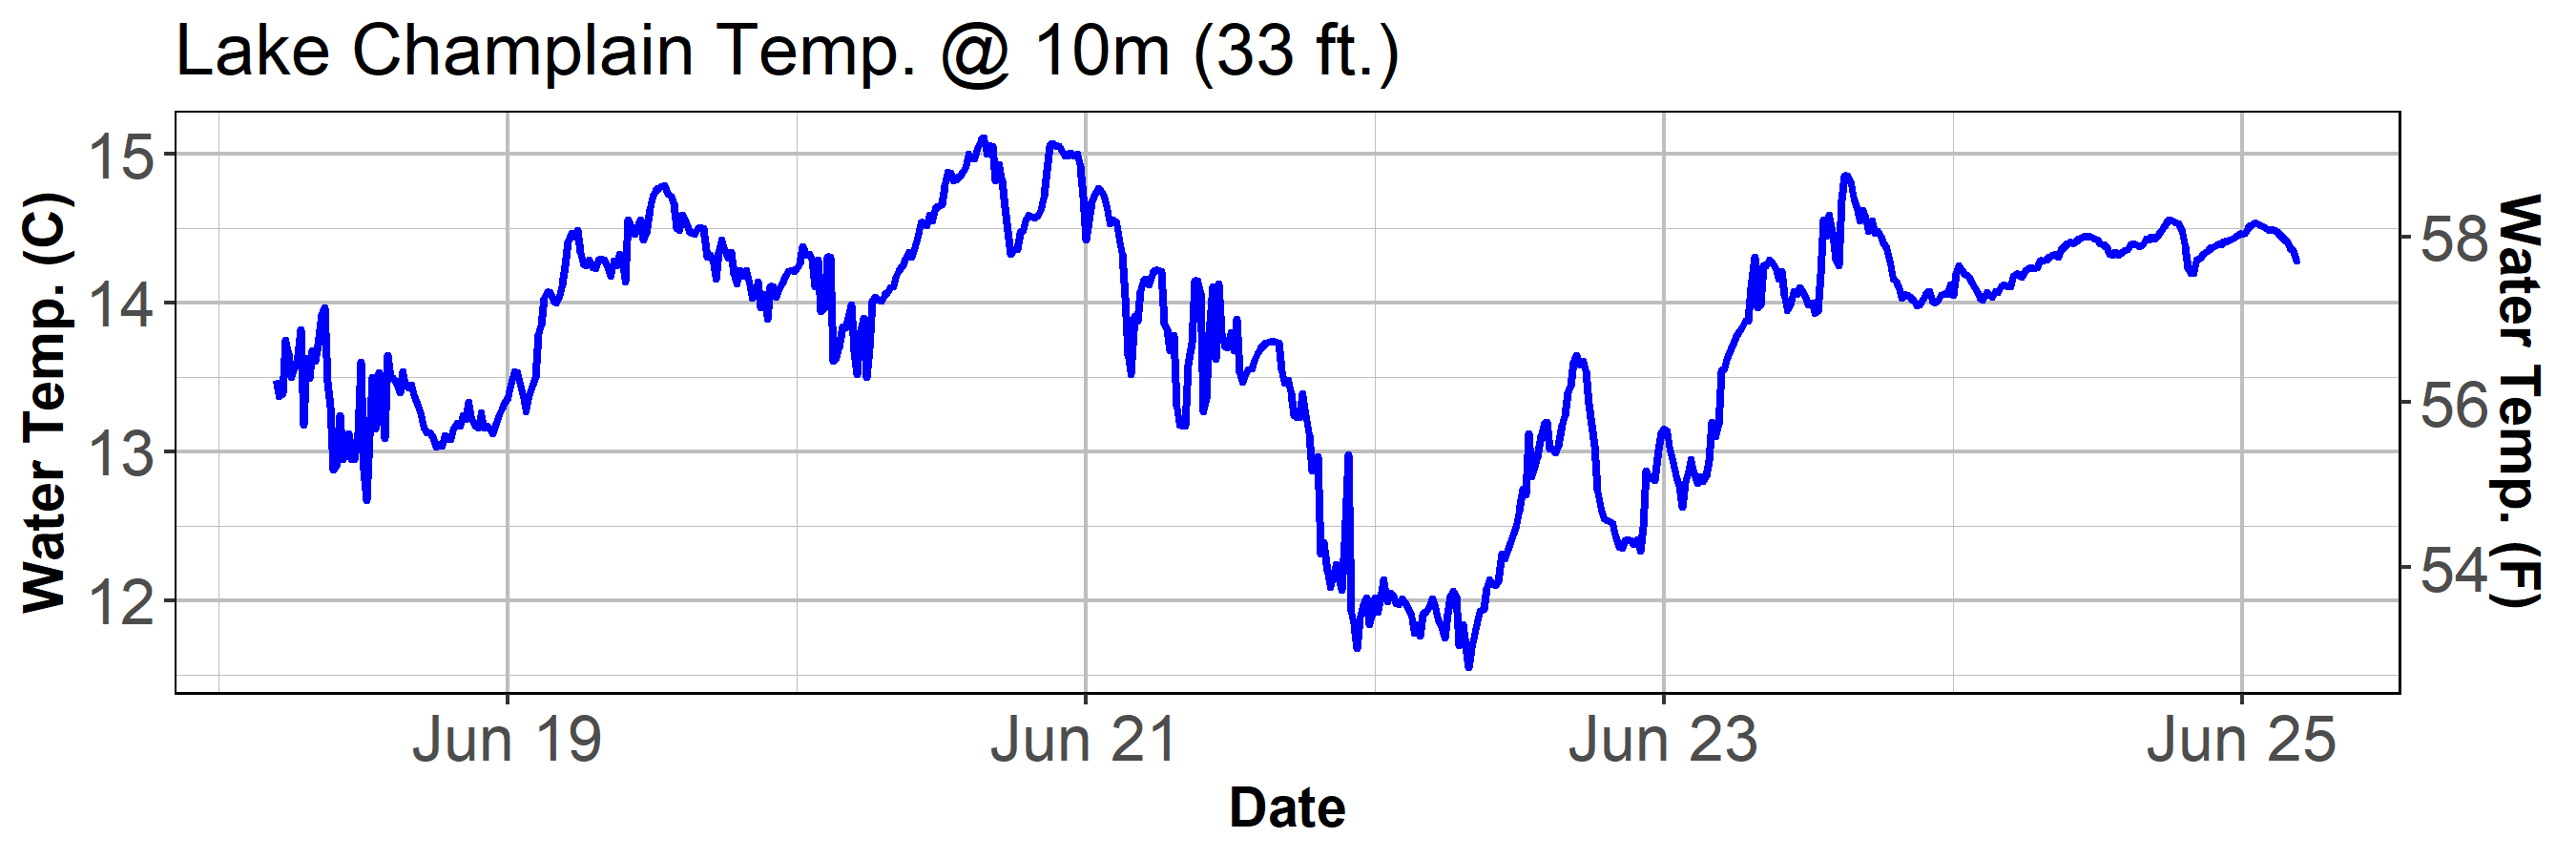 Lake Champlain Temp. @ 10m (33 ft.)
Water Temp. (C)
15
14
13
12
58
56
54
Water Temp. (F)
Jun 19
Jun 21
Jun 23
Jun 25
Date